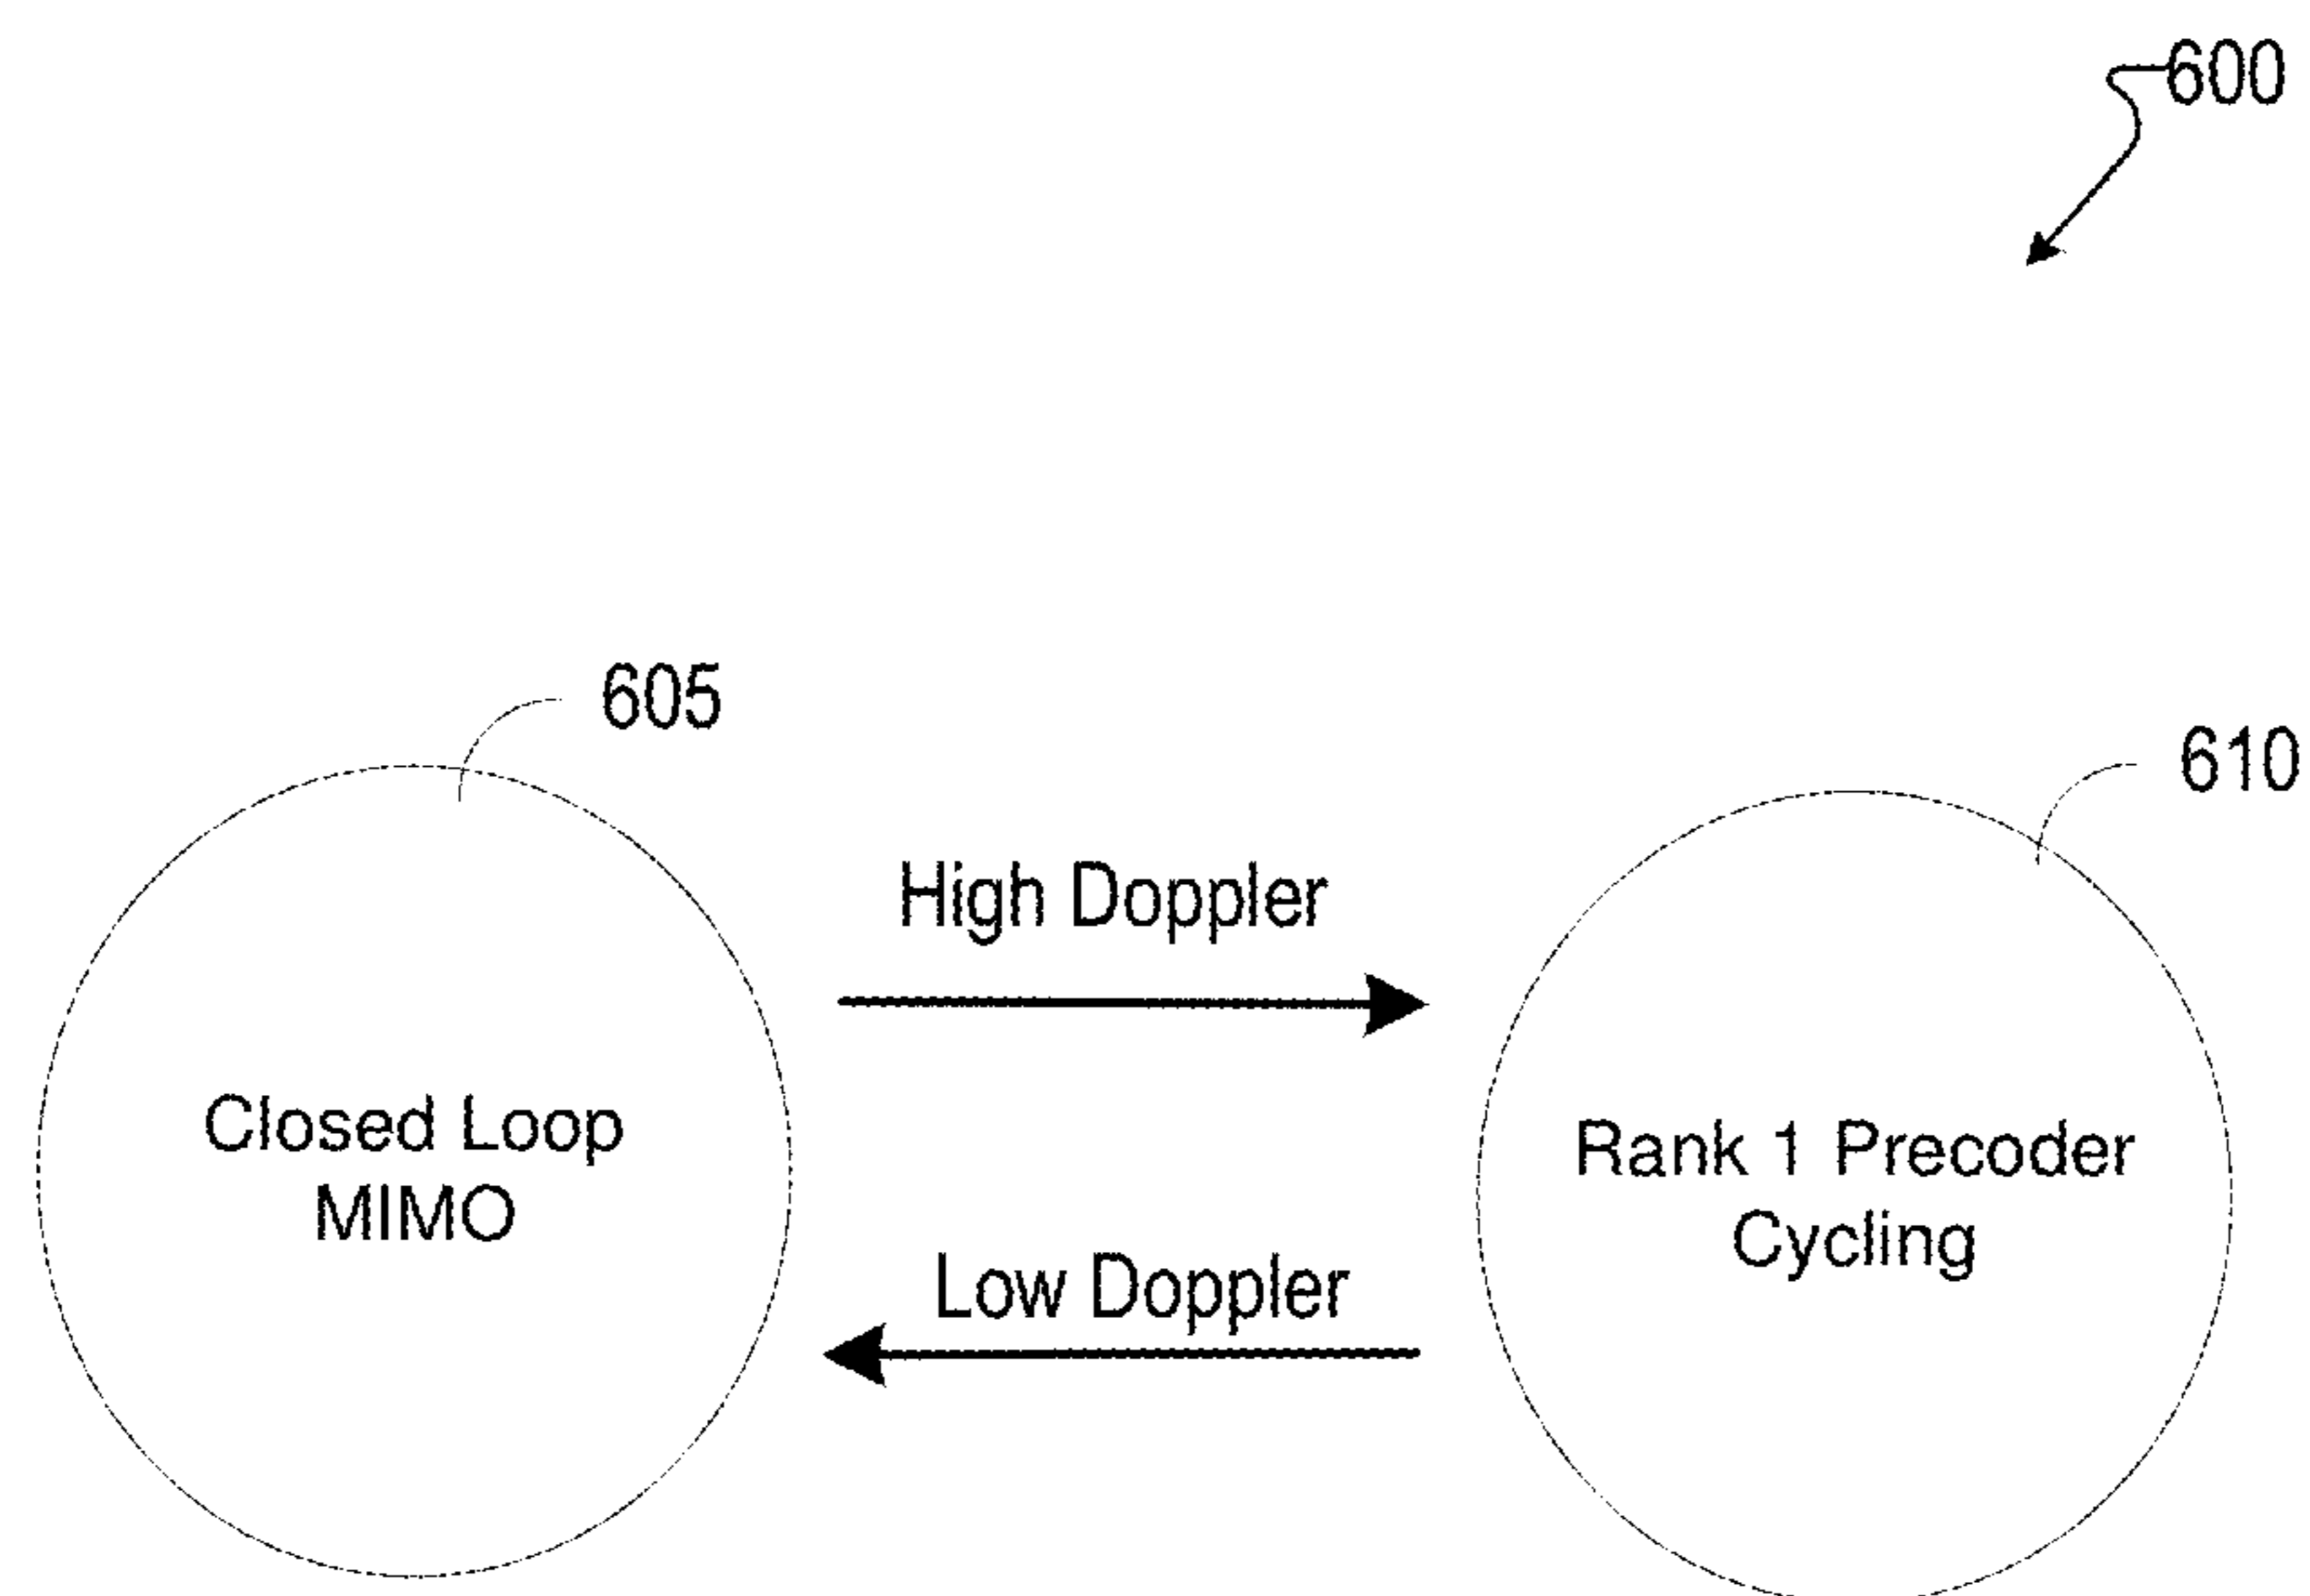 600
605
610
High Doppler
Closed Loop
MIMO
Rank 1 Precoder
Cycling
Low Doppler